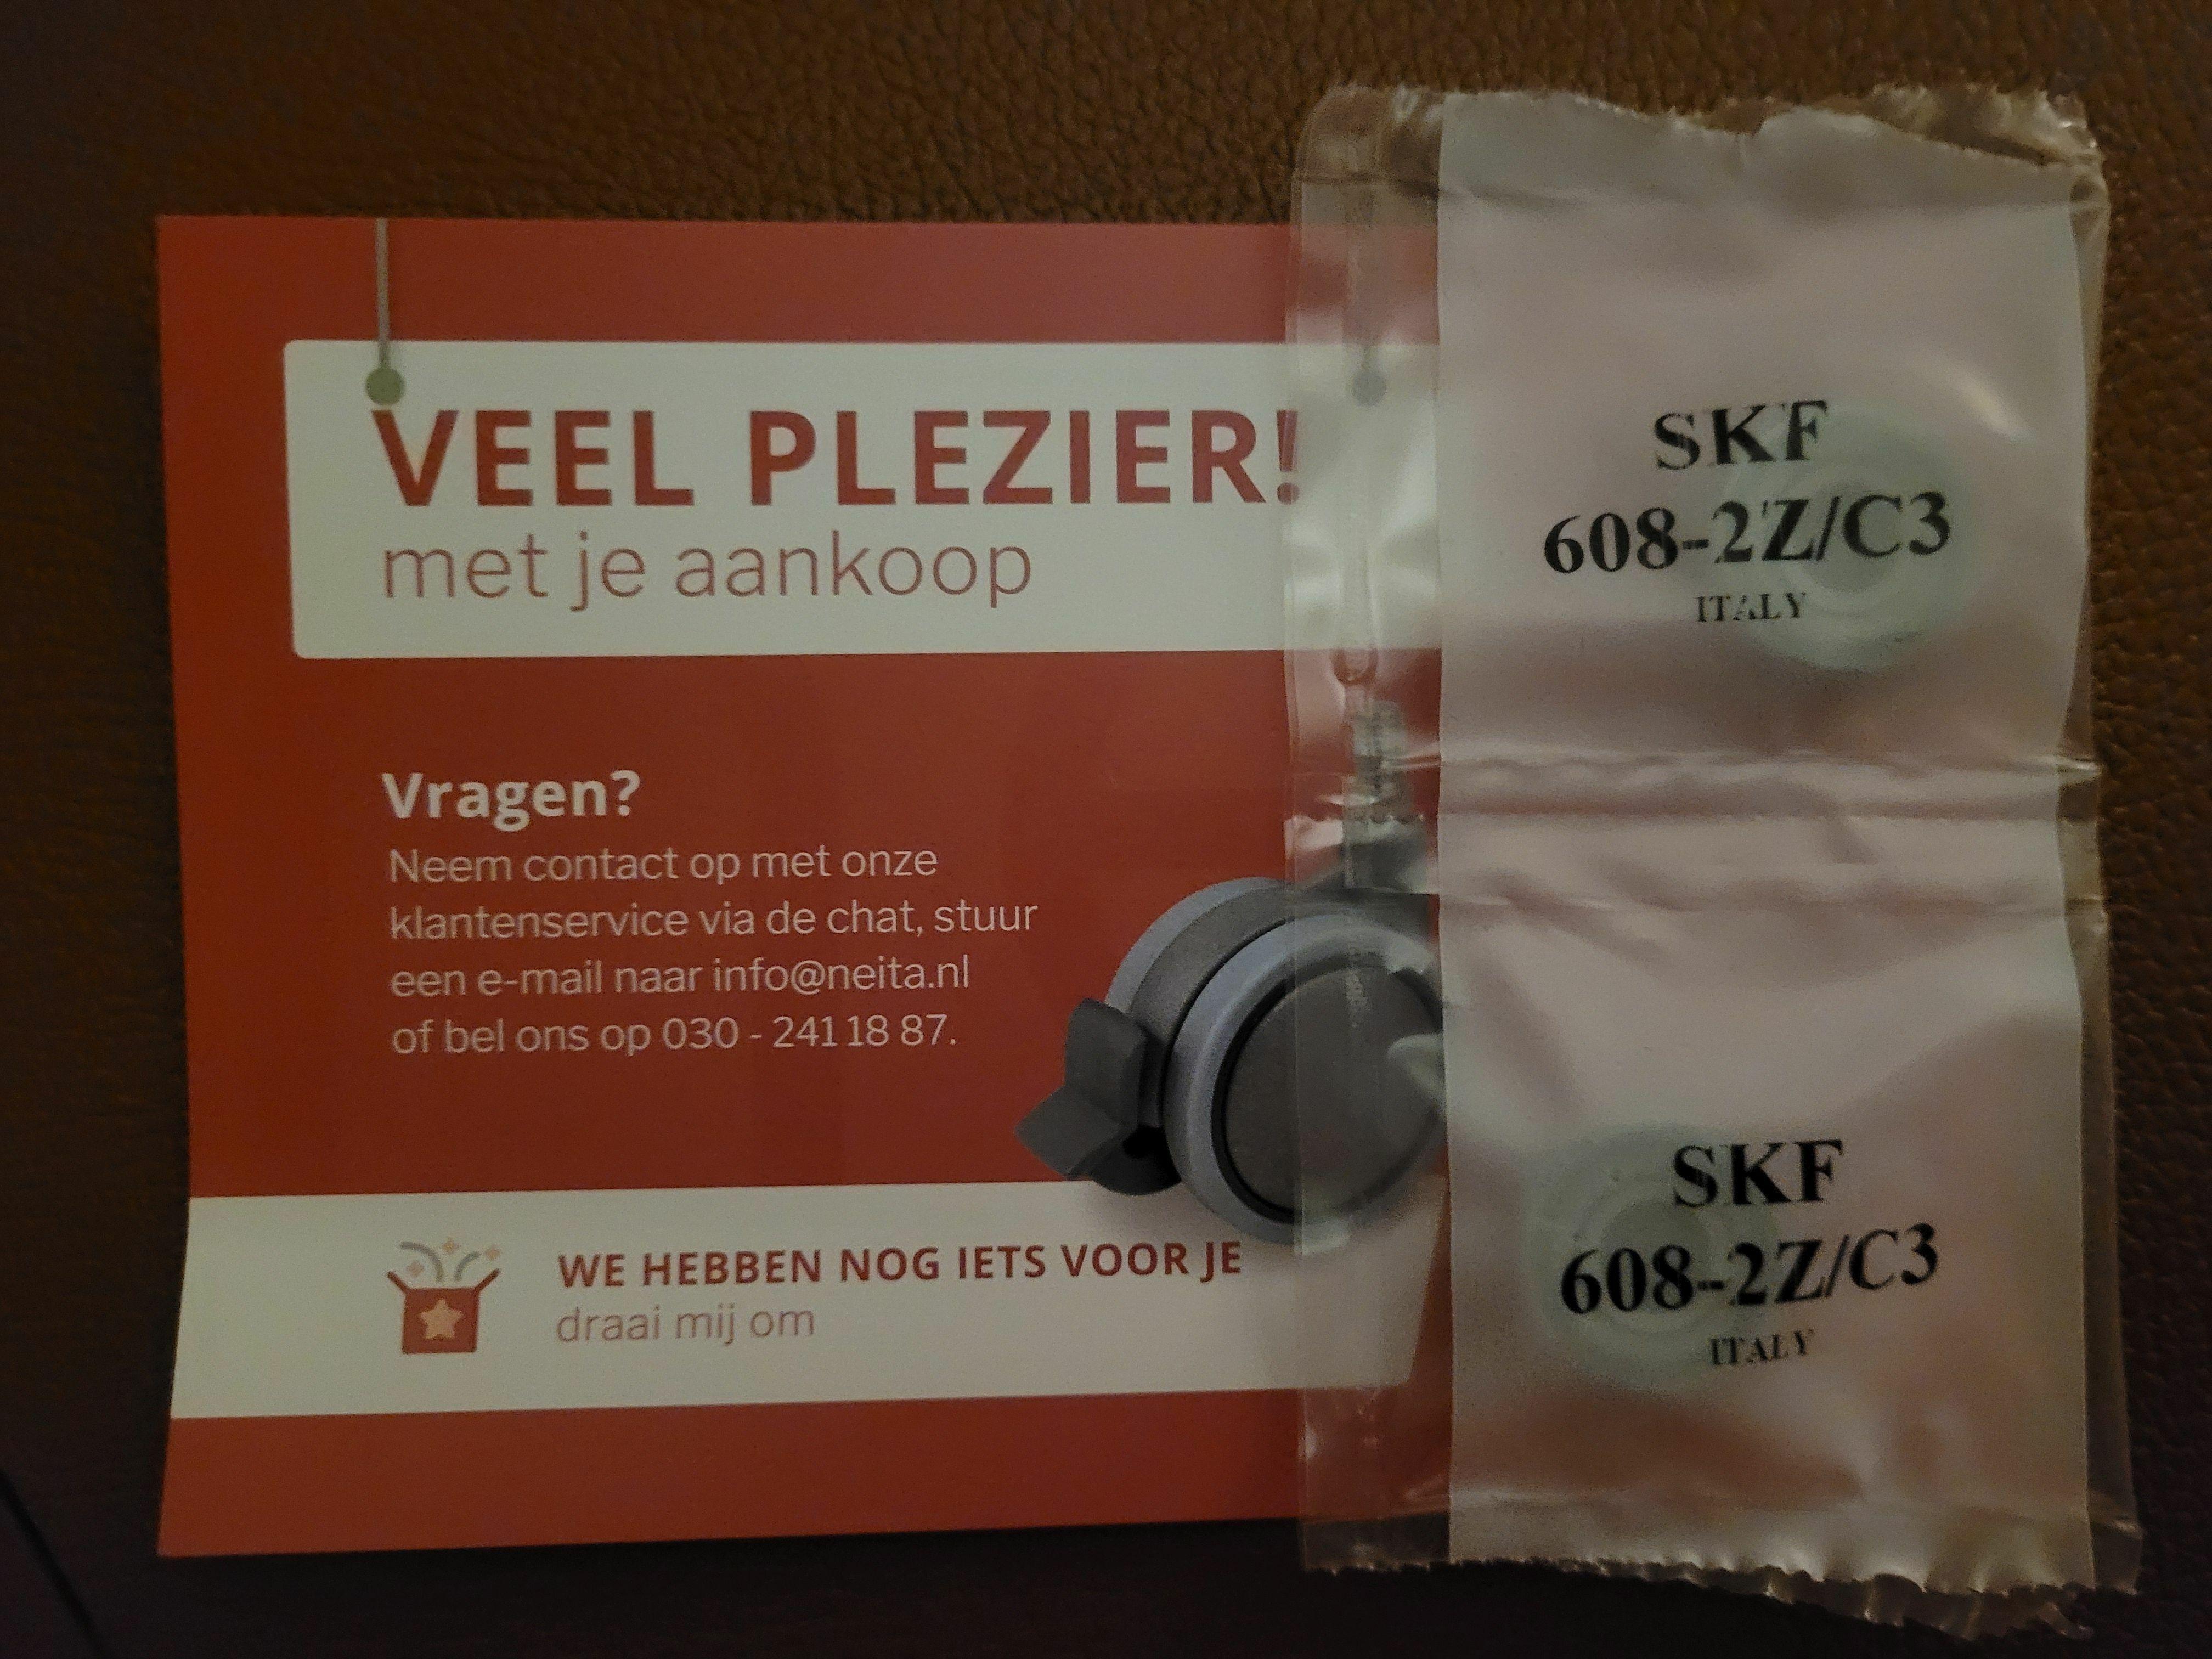 VEEL PLEZIER!
met je aankoop
Vragen?
Neem contact op met onze
klantenservice via de chat, stuur
een e-mail naar info@neita.nl
of bel ons op 030 - 241 18 87.
WE HEBBEN NOG IETS VOOR JE
draai mij om
SKF
608-2Z/C3
ITALY
SKF
608-2Z/C3
ITALY